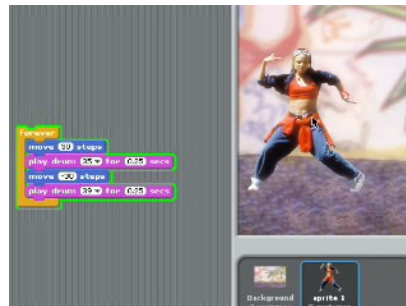 forever
move 30 steps
play drum 35 for 0.25 secs
move -30 steps
play drum 39 for 0.25 secs
Background
sprite 1